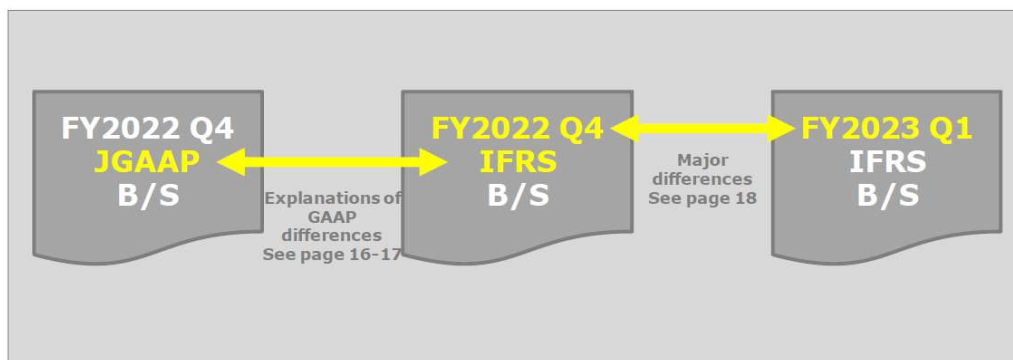 FY2022 Q4
JGAAP
B/S
Explanations of
GAAP
differences
See page 16-17
FY2022 Q4
IFRS
B/S
Major
differences
See page 18
FY2023 Q1
IFRS
B/S